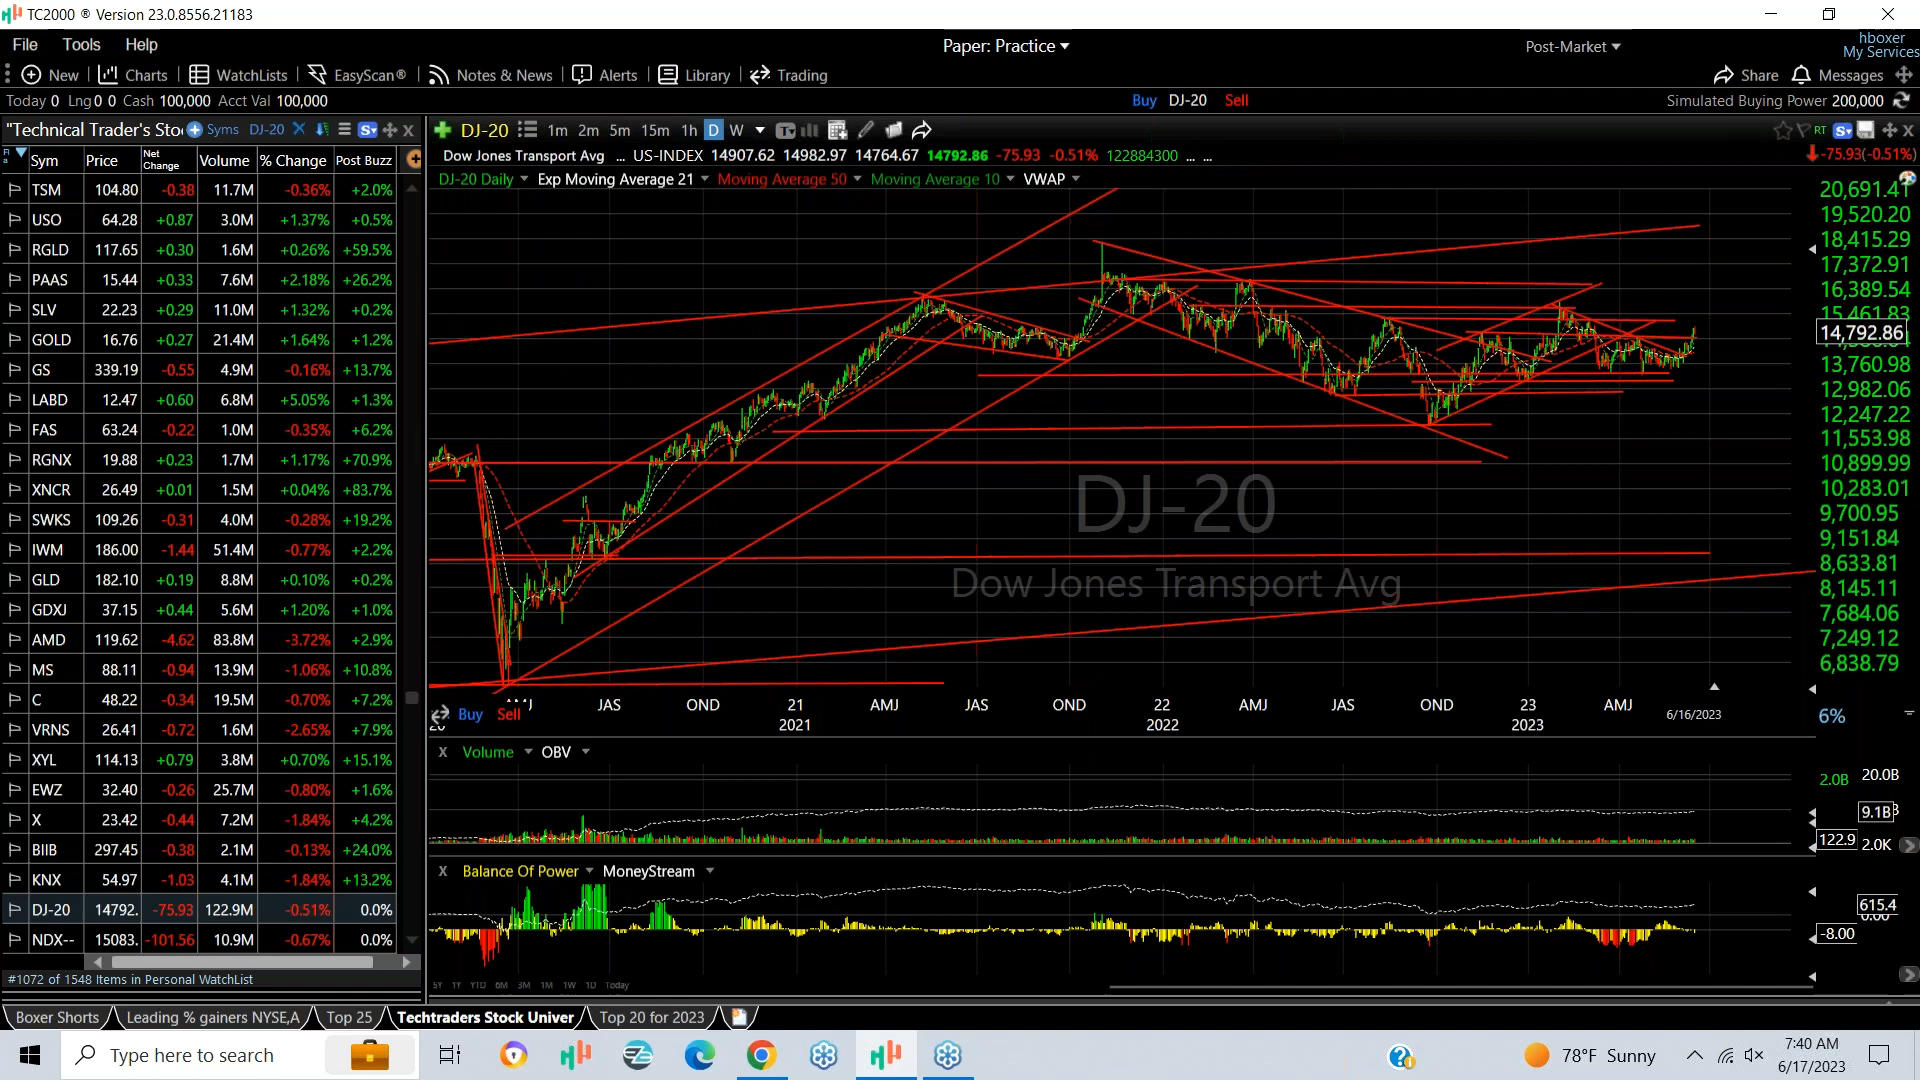 TC2000 ® Version 23.0.8556.21183
File Tools Help
Paper: Practice
Post-Market
hboxer
My Services
New Charts WatchLists EasyScan® Notes & News Alerts Library Trading
Share Messages
Today 0 Lng 0 0 Cash 100,000 Acct Val 100,000
Buy DJ-20 Sell
Simulated Buying Power 200,000
"Technical Trader's Sto Syms DJ-20
DJ-20 1m 2m 5m 15m 1h D W
RT
Dow Jones Transport Avg ... US-INDEX 14907.62 14982.97 14764.67 14792.86 -75.93 -0.51% 122884300 ... ...
-75.93(-0.51%)
DJ-20 Daily Exp Moving Average 21 Moving Average 50 Moving Average 10 VWAP
Sym Price Net Change Volume % Change Post Buzz
TSM 104.80 -0.38 11.7M -0.36% +2.0%
USO 64.28 +0.87 3.0M +1.37% +0.5%
RGLD 117.65 +0.30 1.6M +0.26% +59.5%
PAAS 15.44 +0.33 7.6M +2.18% +26.2%
SLV 22.23 +0.29 11.0M +1.32% +0.2%
GOLD 16.76 +0.27 21.4M +1.64% +1.2%
GS 339.19 -0.55 4.9M -0.16% +13.7%
LABD 12.47 +0.60 6.8M +5.05% +1.3%
FAS 63.24 -0.22 1.0M -0.35% +6.2%
RGNX 19.88 +0.23 1.7M +1.17% +70.9%
XNCR 26.49 +0.01 1.5M +0.04% +83.7%
SWKS 109.26 -0.31 4.0M -0.28% +19.2%
IWM 186.00 -1.44 51.4M -0.77% +2.2%
GLD 182.10 +0.19 8.8M +0.10% +0.2%
GDXJ 37.15 +0.44 5.6M +1.20% +1.0%
AMD 119.62 -4.62 83.8M -3.72% +2.9%
MS 88.11 -0.94 13.9M -1.06% +10.8%
C 48.22 -0.34 19.5M -0.70% +7.2%
VRNS 26.41 -0.72 1.6M -2.65% +7.9%
XYL 114.13 +0.79 3.8M +0.70% +15.1%
EWZ 32.40 -0.26 25.7M -0.80% +1.6%
X 23.42 -0.44 7.2M -1.84% +4.2%
BIIB 297.45 -0.38 2.1M -0.13% +24.0%
KNX 54.97 -1.03 4.1M -1.84% +13.2%
DJ-20 14792. -75.93 122.9M -0.51% 0.0%
NDX-- 15083. -101.56 10.9M -0.67% 0.0%
#1072 of 1548 Items in Personal WatchList
20,691.41
19,520.20
18,415.29
17,372.91
16,389.54
15,461.83
14,792.86
13,760.98
12,982.06
12,247.22
11,553.98
10,899.99
10,283.01
9,700.95
9,151.84
8,633.81
8,145.11
7,684.06
7,249.12
6,838.79
DJ-20
Dow Jones Transport Avg
JAS OND 21 AMJ JAS OND 22 AMJ JAS OND 23 AMJ
2021 2022 2023 6/16/2023
Buy Sell
6%
X Volume OBV
2.0B 20.0B
9.1B
122.9 2.0K
X Balance Of Power MoneyStream
615.4
-8.00
5Y 1Y YTD 6M 3M 1M 1W 1D Today
Boxer Shorts Leading % gainers NYSE,A Top 25 Techtraders Stock Univer Top 20 for 2023
Type here to search
78°F Sunny
7:40 AM
6/17/2023